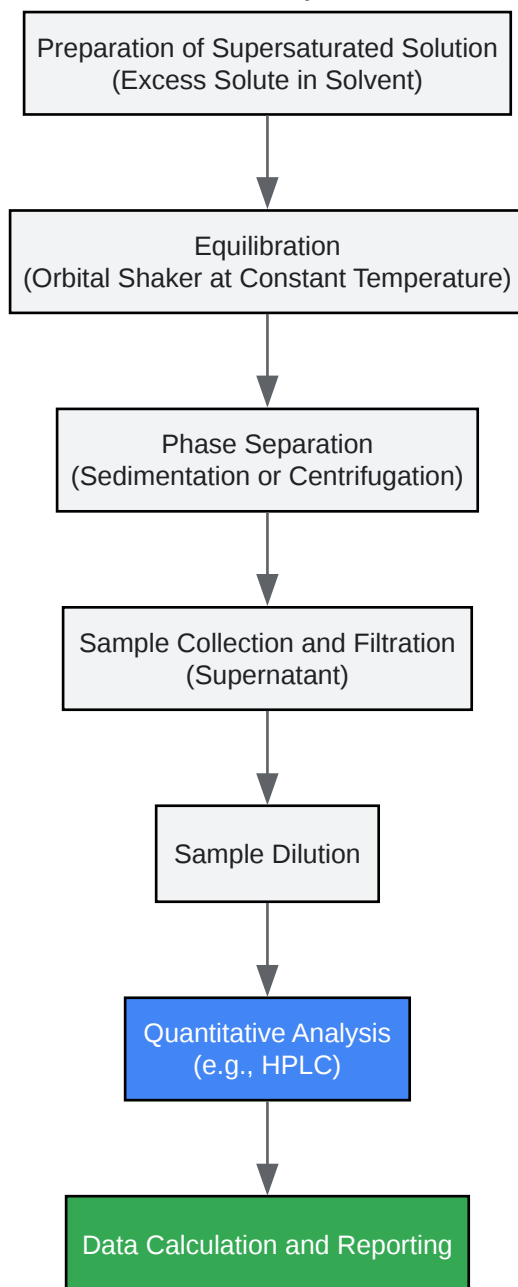 Preparation of Supersaturated Solution
(Excess Solute in Solvent)
Equilibration
(Orbital Shaker at Constant Temperature)
Phase Separation
(Sedimentation or Centrifugation)
Sample Collection and Filtration
(Supernatant)
Sample Dilution
Quantitative Analysis
(e.g., HPLC)
Data Calculation and Reporting